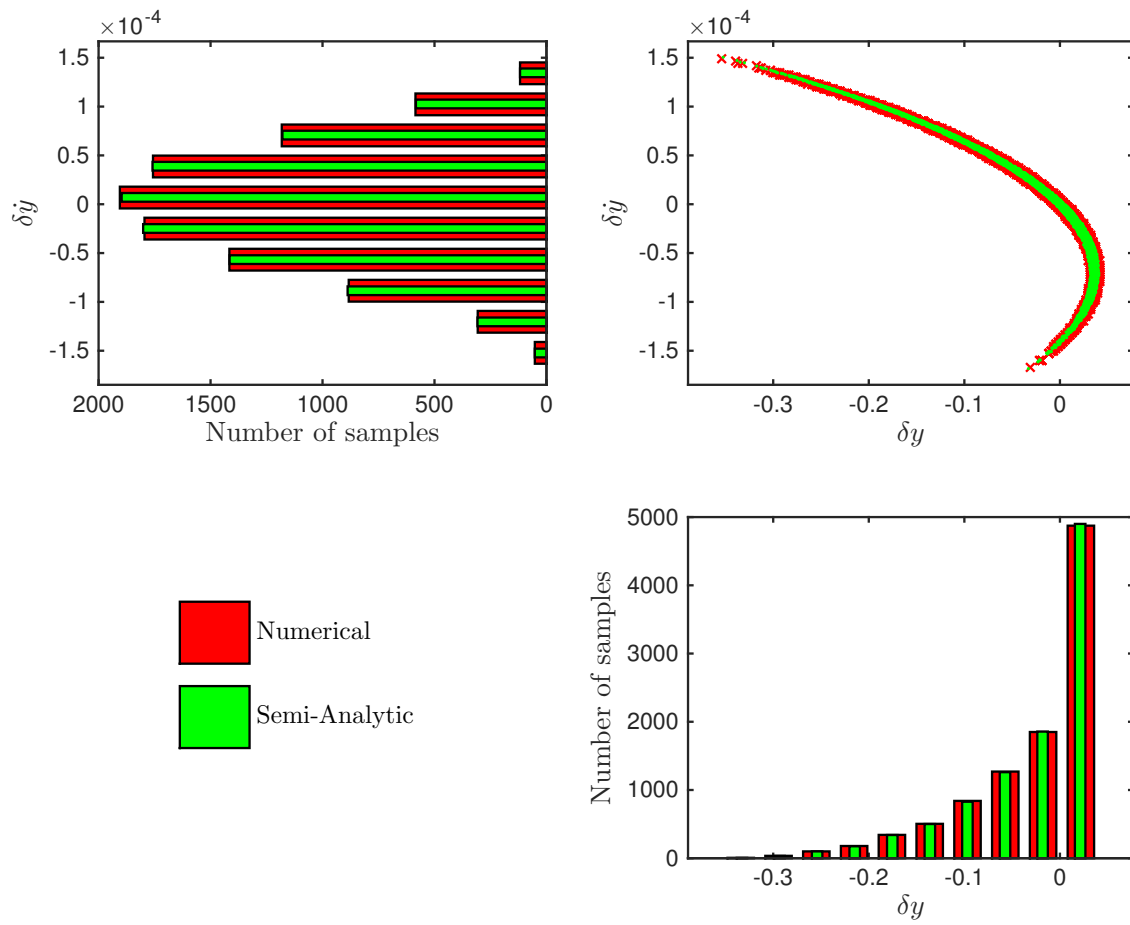 ×10⁻⁴
1.5
1
0.5
0
-0.5
-1
-1.5
δẏ
2000 1500 1000 500 0
Number of samples
×10⁻⁴
1.5
1
0.5
0
-0.5
-1
-1.5
δẏ
-0.3 -0.2 -0.1 0
δy
Numerical
Semi-Analytic
5000
4000
3000
2000
1000
0
Number of samples
-0.3 -0.2 -0.1 0
δy